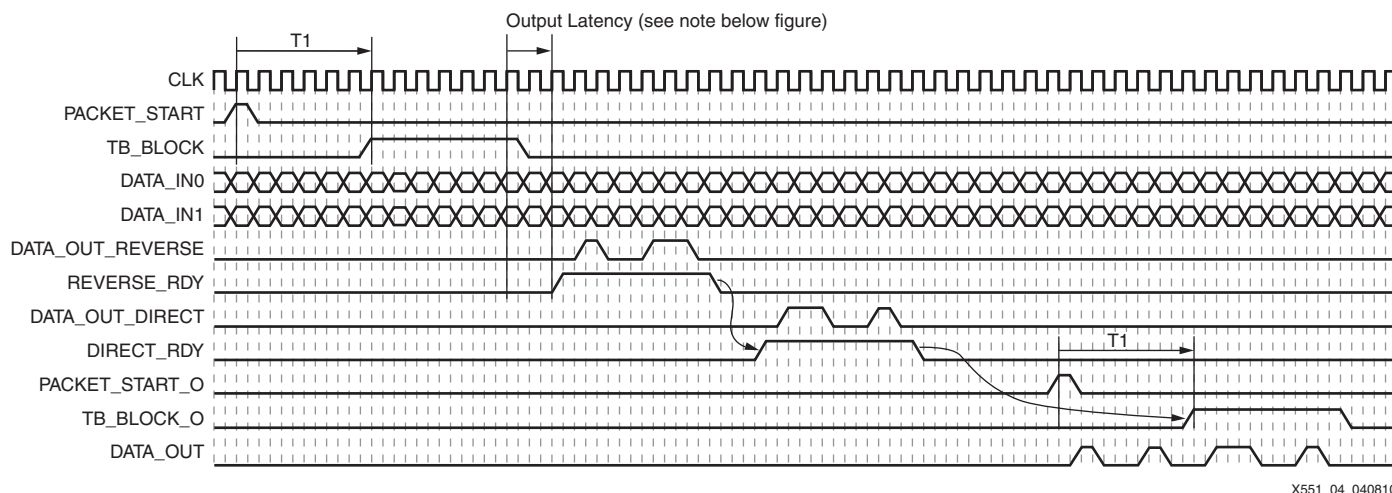 Output Latency (see note below figure)
T1
CLK
PACKET_START
TB_BLOCK
DATA_IN0
DATA_IN1
DATA_OUT_REVERSE
REVERSE_RDY
DATA_OUT_DIRECT
T1
DIRECT_RDY
PACKET_START_O
TB_BLOCK_O
DATA_OUT
X551_04_040810